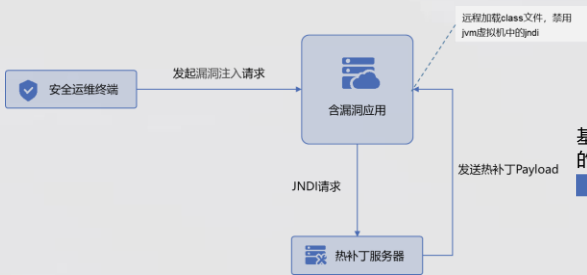 远程加载class文件，禁用
jvm虚拟机中的jndi
发起漏洞注入请求
安全运维终端
含漏洞应用
基
的
发送热补丁Payload
JNDI请求
热补丁服务器